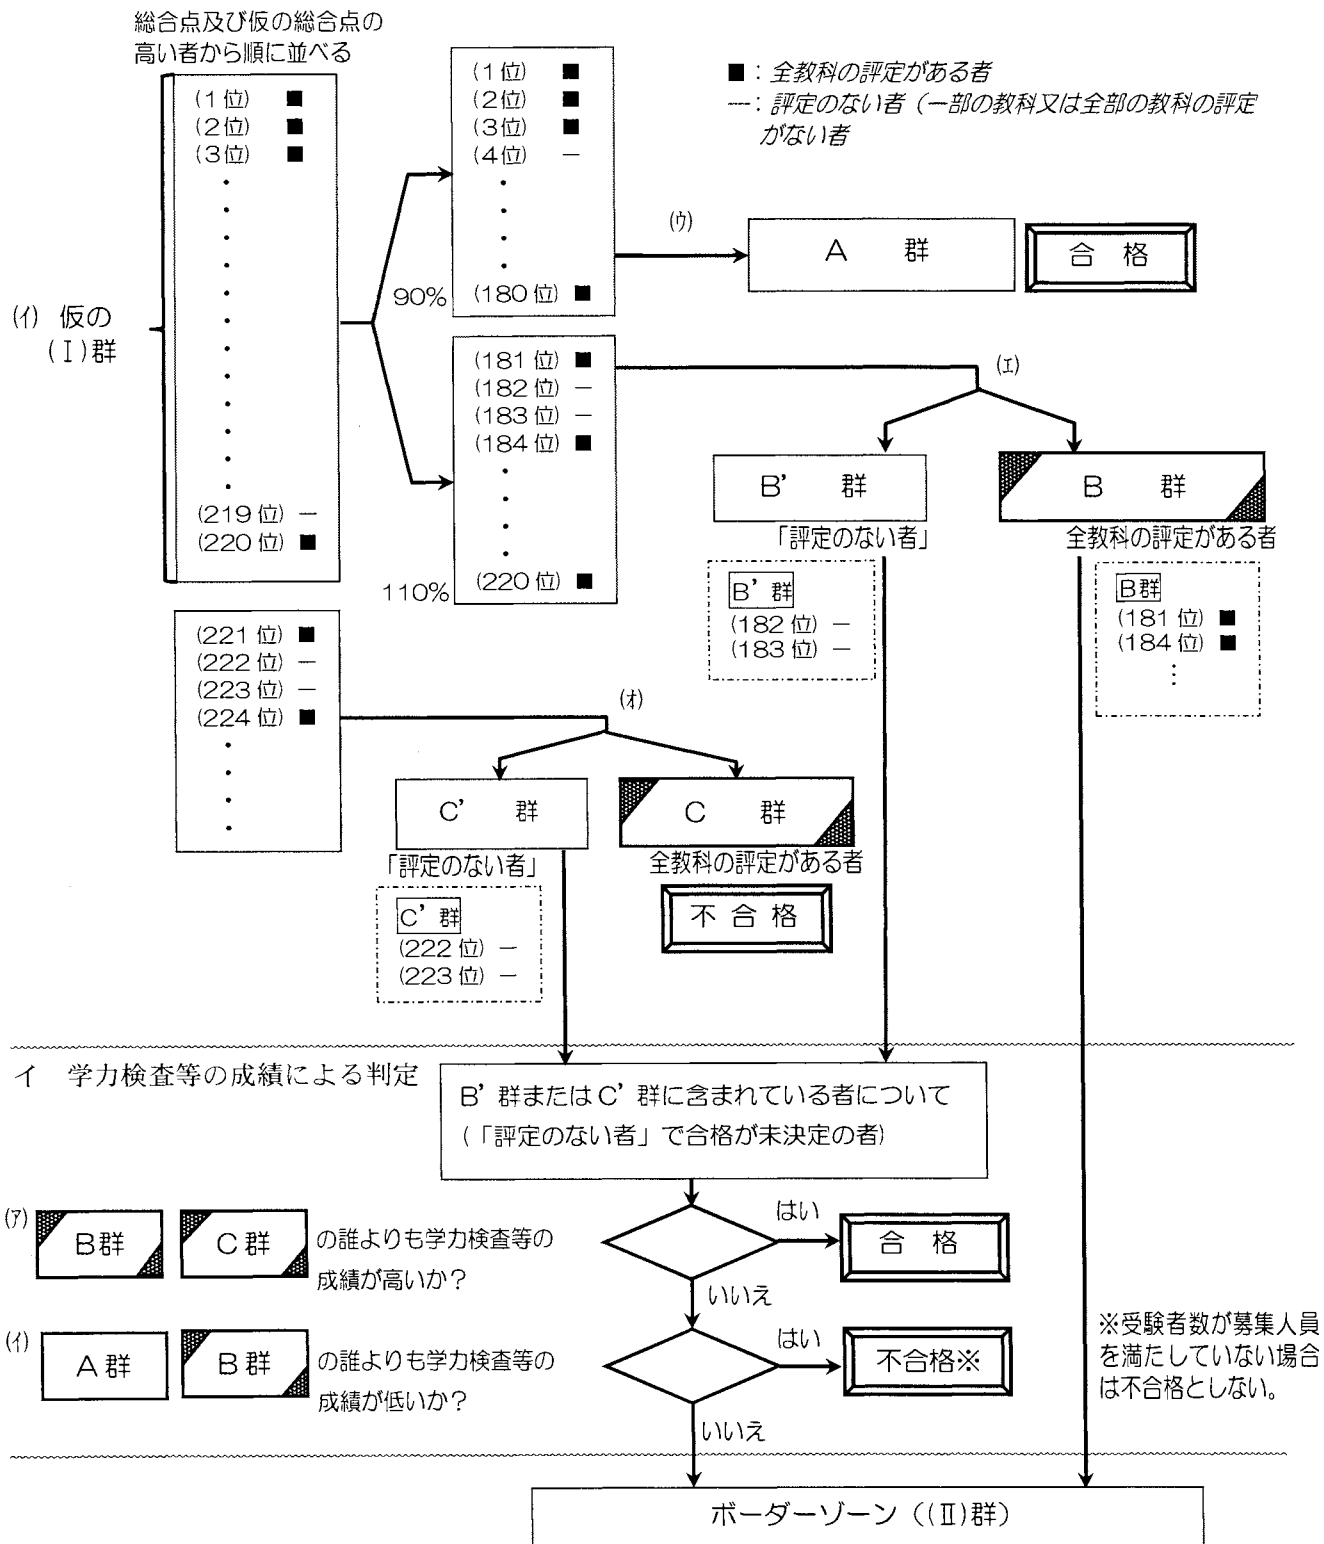 総合点及び仮の総合点の
高い者から順に並べる
(1位) ■
(2位) ■
(3位) ■
(219位) −
(220位) ■
(ｲ) 仮の
(Ⅰ)群
(1位) ■
(2位) ■
(3位) ■
(4位) −
(180位) ■
90%
(181位) ■
(182位) −
(183位) −
(184位) ■
(220位) ■
110%
■：全教科の評定がある者
―：評定のない者（一部の教科又は全部の教科の評定
がない者
(ｳ)
A 群
合 格
(ｴ)
B’ 群
「評定のない者」
B’ 群
(182位) −
(183位) −
B 群
全教科の評定がある者
B群
(181位) ■
(184位) ■
(221位) ■
(222位) −
(223位) −
(224位) ■
(ｵ)
C’ 群
「評定のない者」
C’ 群
(222位) −
(223位) −
C 群
全教科の評定がある者
不 合 格
イ 学力検査等の成績による判定
B’ 群またはC’ 群に含まれている者について
(「評定のない者」で合格が未決定の者)
(ｱ) B群 C群 の誰よりも学力検査等の
成績が高いか？
はい
合 格
いいえ
(ｲ) A群 B群 の誰よりも学力検査等の
成績が低いか？
はい
不合格※
いいえ
※受験者数が募集人員
を満たしていない場合
は不合格としない。
ボーダーゾーン（(Ⅱ)群）